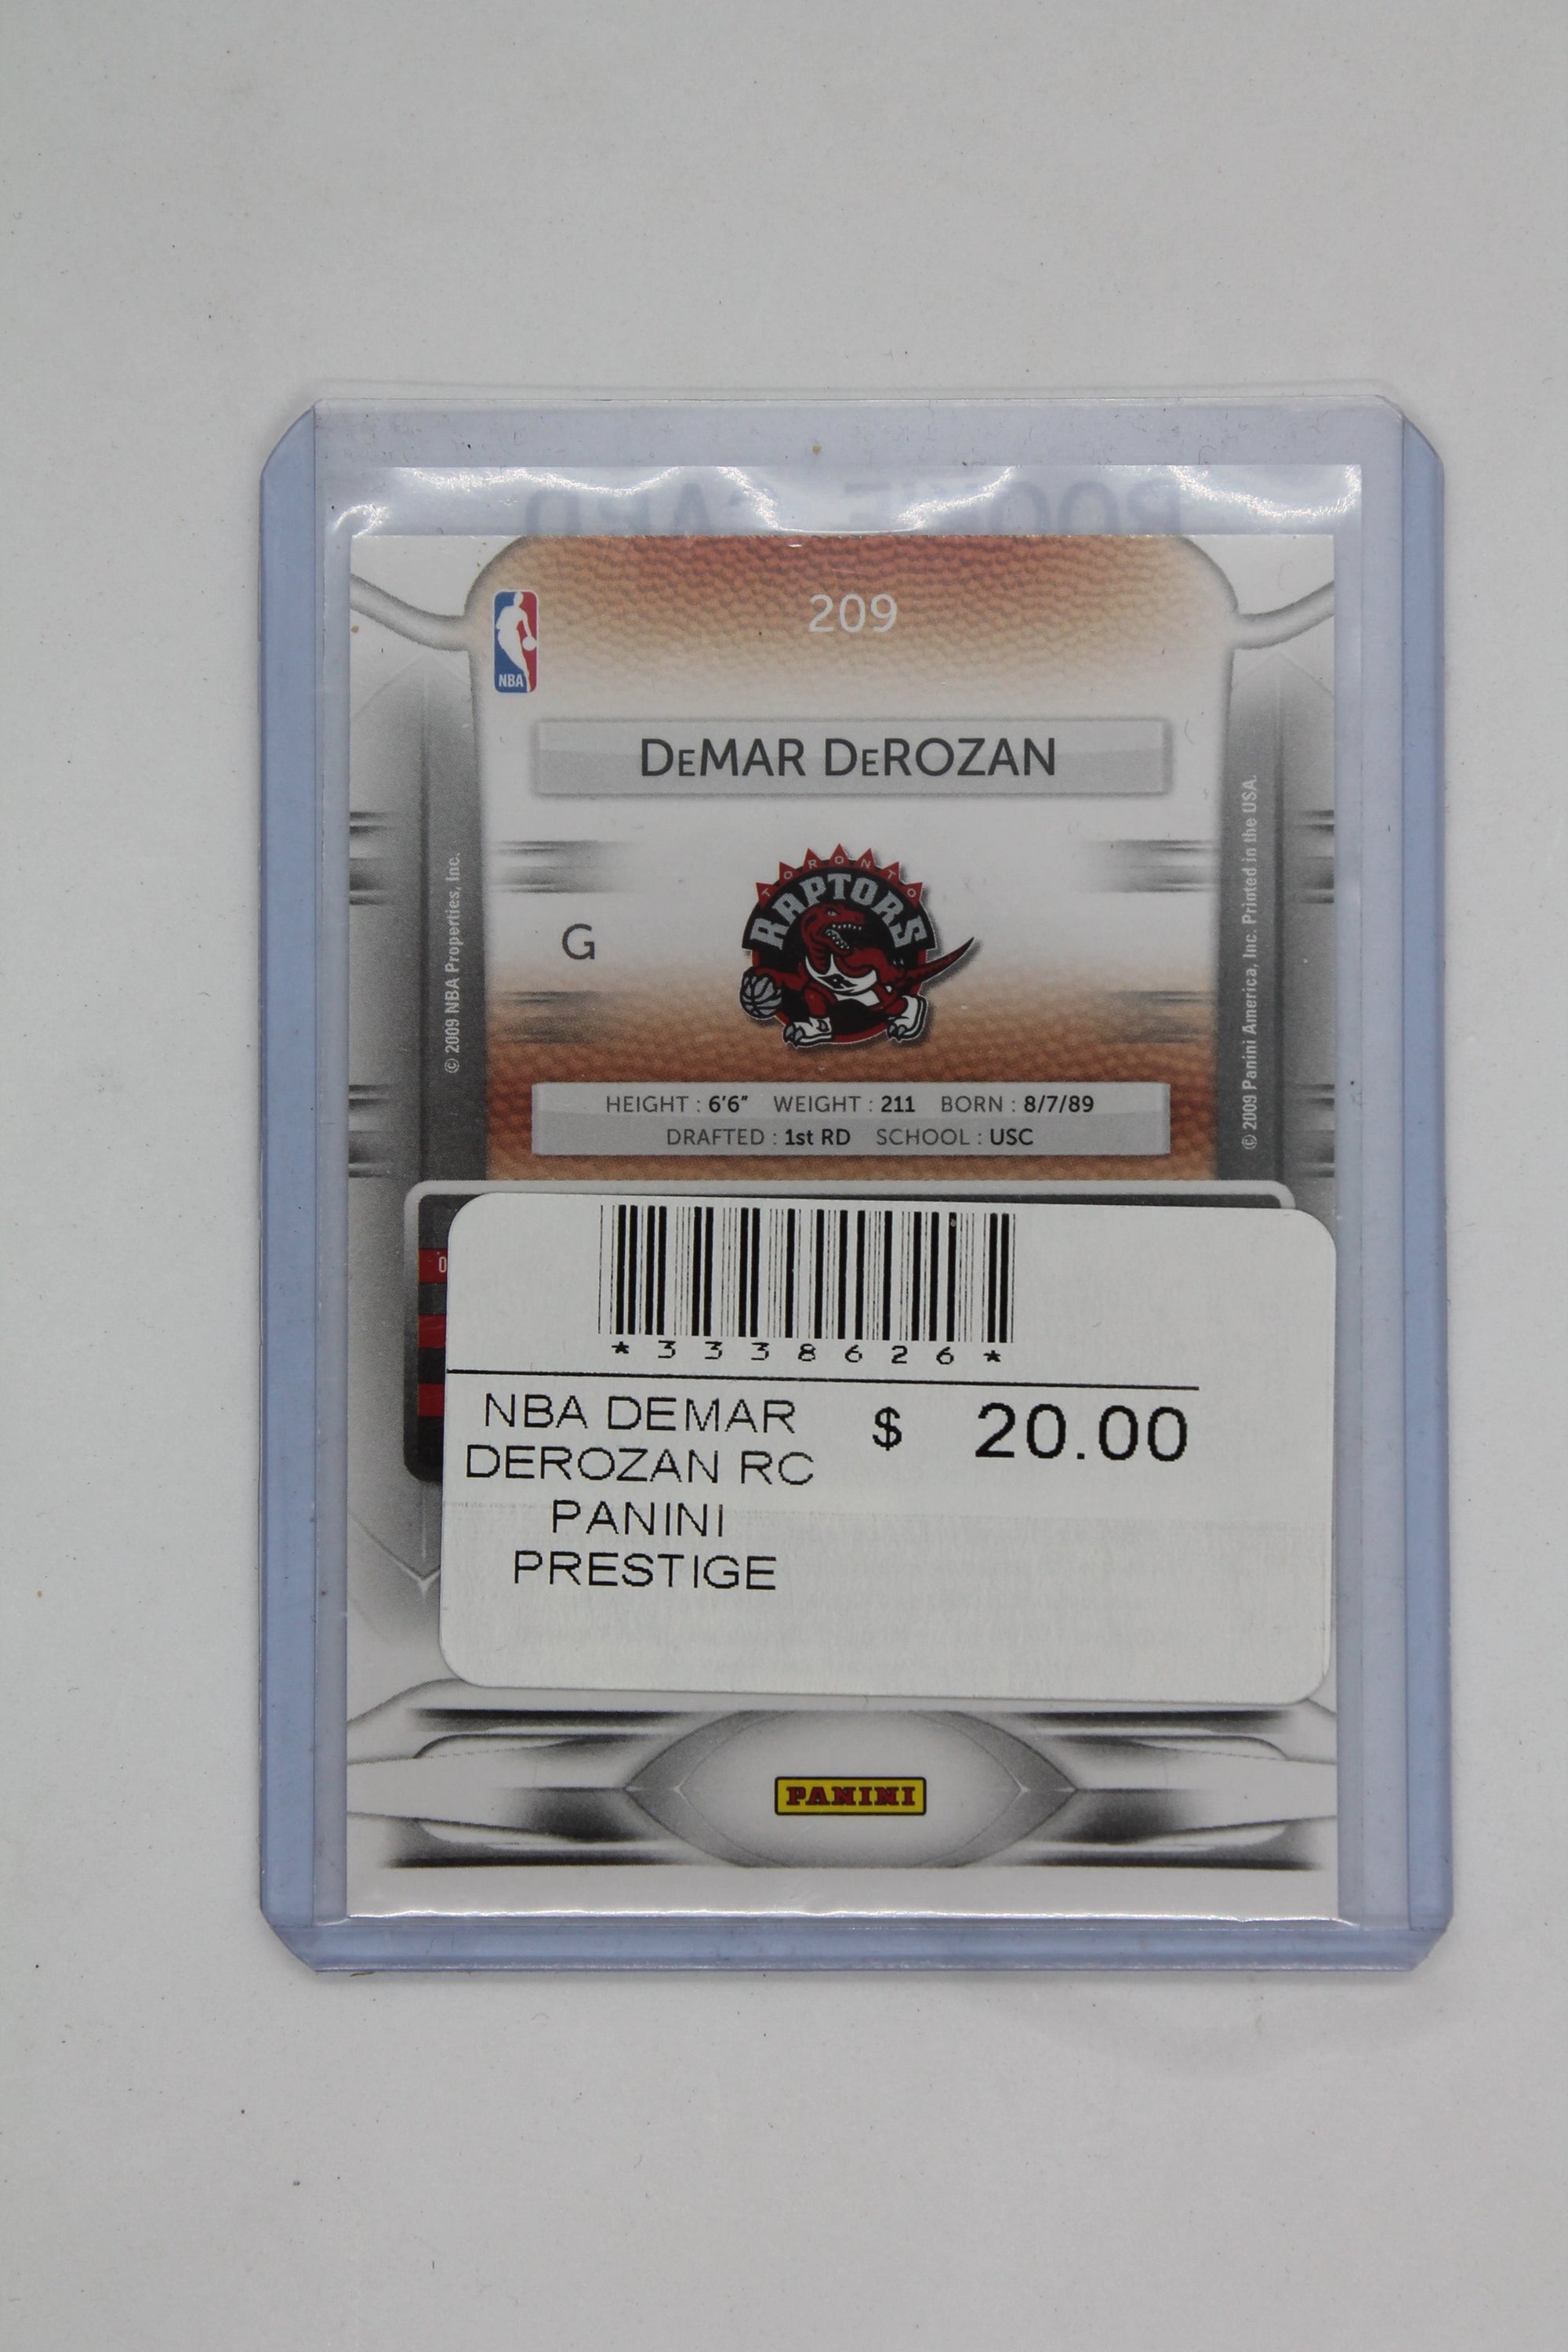 ROOKIE CARD
209
NBA
DeMAR DeROZAN
TORONTO
RAPTORS
G
© 2009 NBA Properties, Inc.
© 2009 Panini America, Inc. Printed in the USA.
HEIGHT : 6'6" WEIGHT : 211 BORN : 8/7/89
DRAFTED : 1st RD SCHOOL : USC
*3338626*
NBA DEMAR
DEROZAN RC
PANINI
PRESTIGE
$ 20.00
PANINI